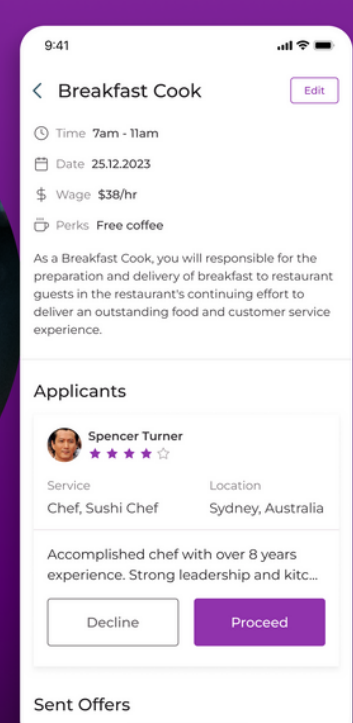 9:41
Breakfast Cook
Edit
Time 7am - 11am
Date 25.12.2023
$ Wage $38/hr
Perks Free coffee
As a Breakfast Cook, you will responsible for the
preparation and delivery of breakfast to restaurant
guests in the restaurant's continuing effort to
deliver an outstanding food and customer service
experience.
Applicants
Spencer Turner
Service
Location
Chef, Sushi Chef
Sydney, Australia
Accomplished chef with over 8 years
experience. Strong leadership and kitc...
Decline
Proceed
Sent Offers